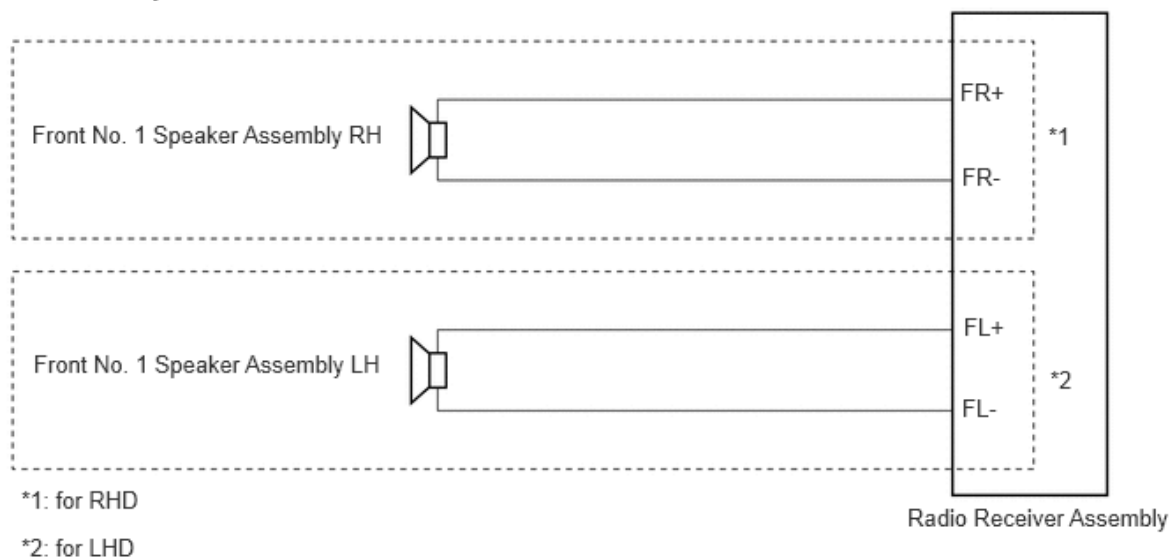 FR+
Front No. 1 Speaker Assembly RH
*1
FR-
FL+
Front No. 1 Speaker Assembly LH
*2
FL-
*1: for RHD
Radio Receiver Assembly
*2: for LHD